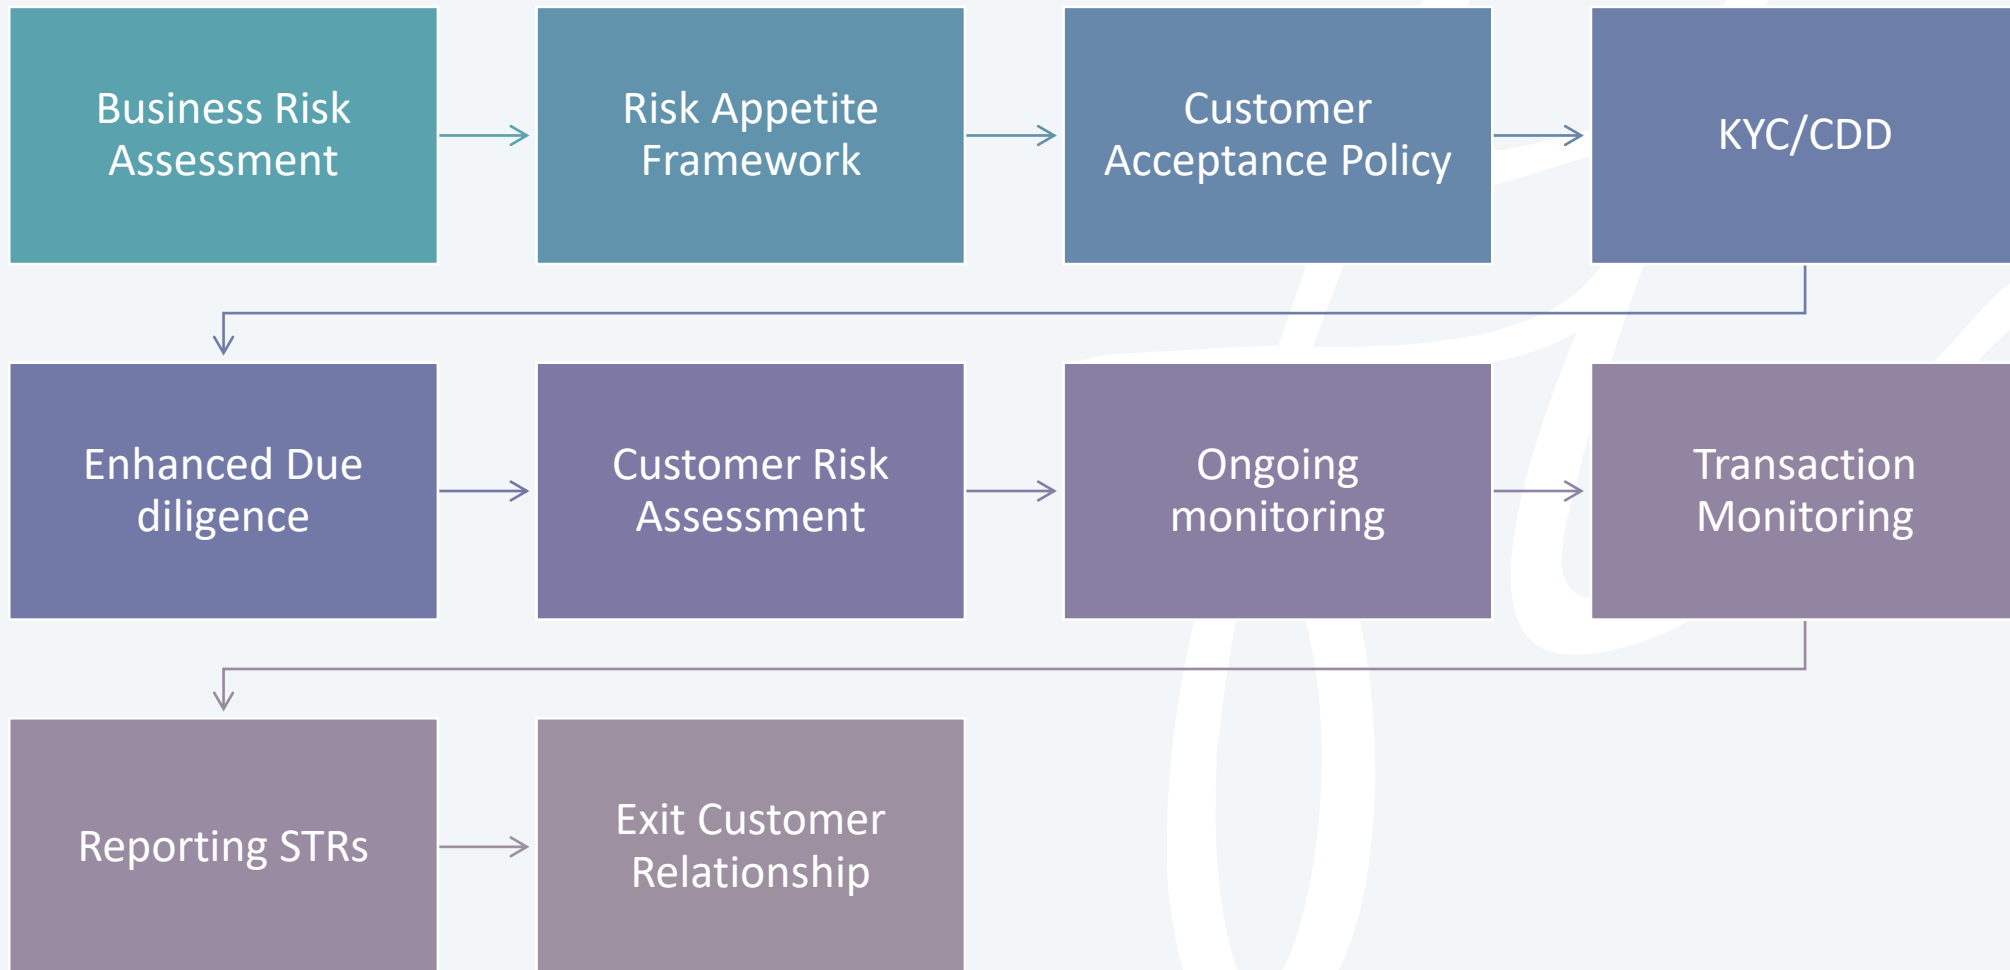 Business Risk
Assessment
Risk Appetite
Framework
Customer
Acceptance Policy
KYC/CDD
Enhanced Due
diligence
Customer Risk
Assessment
Ongoing
monitoring
Transaction
Monitoring
Reporting STRs
Exit Customer
Relationship